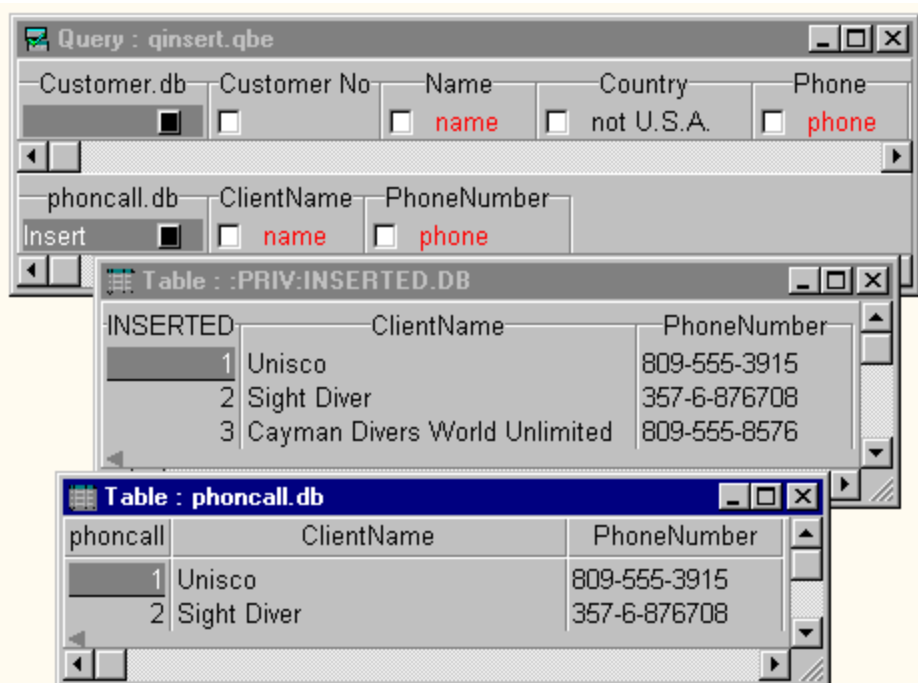 Query : qinsert.qbe
Customer.db Customer No Name Country Phone
name not U.S.A. phone
phoncall.db ClientName PhoneNumber
Insert name phone
Table : :PRIV:INSERTED.DB
INSERTED ClientName PhoneNumber
1 Unisco 809-555-3915
2 Sight Diver 357-6-876708
3 Cayman Divers World Unlimited 809-555-8576
Table : phoncall.db
phoncall ClientName PhoneNumber
1 Unisco 809-555-3915
2 Sight Diver 357-6-876708